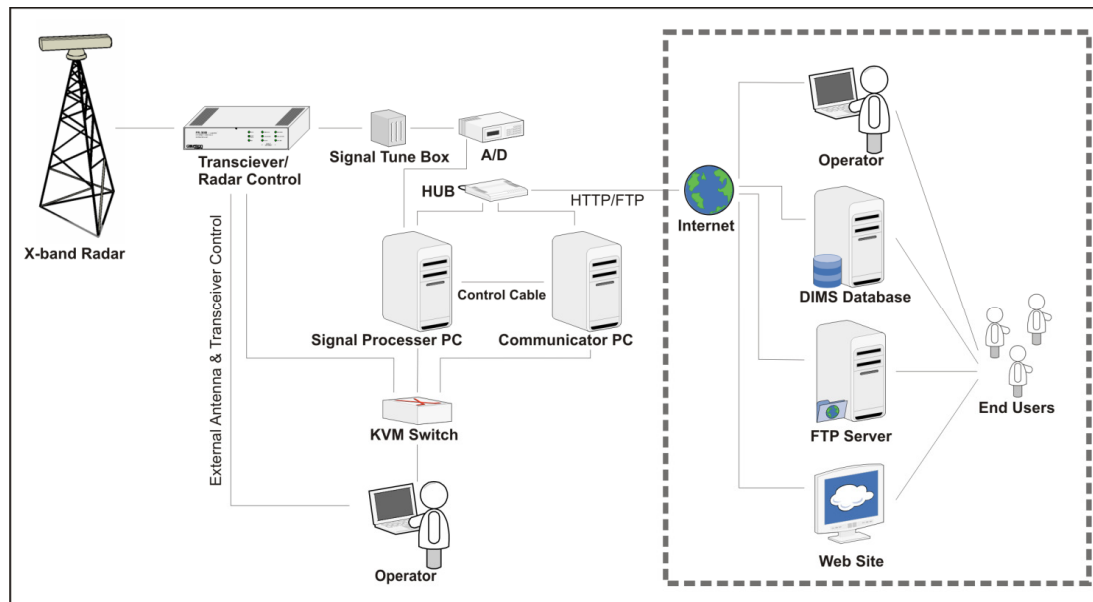 X-band Radar
Transciever/
Radar Control
Signal Tune Box
A/D
HUB
HTTP/FTP
Internet
Operator
DIMS Database
Control Cable
Signal Processer PC
Communicator PC
External Antenna & Transceiver Control
KVM Switch
FTP Server
End Users
Operator
Web Site